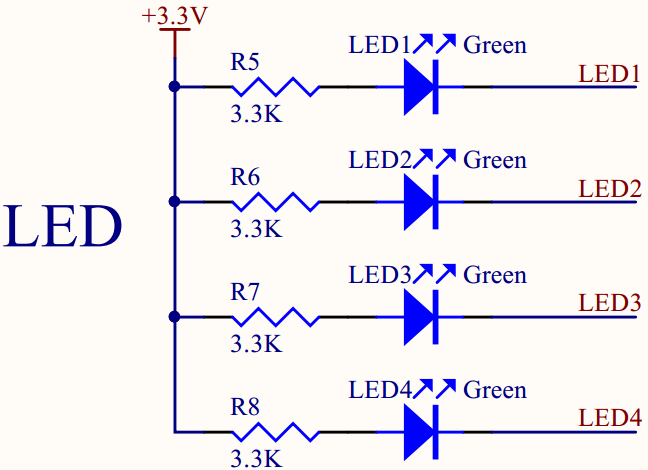 +3.3V
LED1 Green
R5
LED1
3.3K
LED2 Green
R6
LED2
3.3K
LED
LED3 Green
R7
LED3
3.3K
LED4 Green
R8
LED4
3.3K